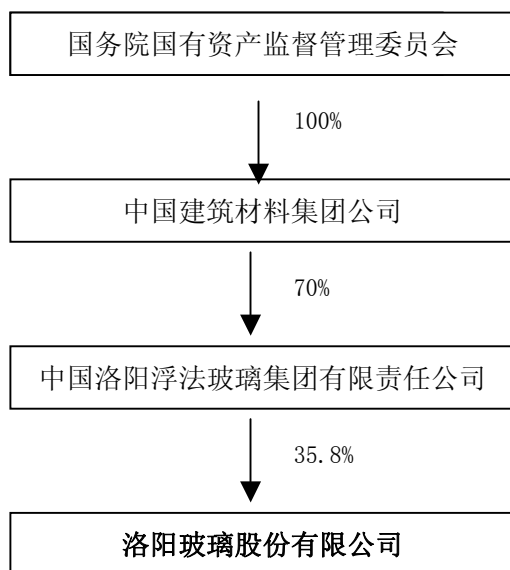 国务院国有资产监督管理委员会
100%
中国建筑材料集团公司
70%
中国洛阳浮法玻璃集团有限责任公司
35.8%
洛阳玻璃股份有限公司